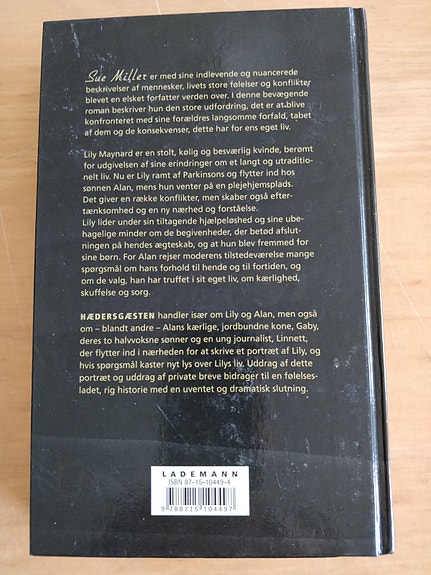 Sue Miller er med sine indlevende og nuancerede
beskrivelser af mennesker, livets store følelser og konflikter
blevet en elsket forfatter verden over. I denne bevægende
roman beskriver hun den store udfordring, det er at blive
konfronteret med sine forældres langsomme forfald, tabet
af dem og de konsekvenser, dette har for ens eget liv.
Lily Maynard er en stolt, kølig og besværlig kvinde, berømt
for udgivelsen af sine erindringer om et langt og utraditio-
nelt liv. Nu er Lily ramt af Parkinsons og flytter ind hos
sønnen Alan, mens hun venter på en plejehjemsplads.
Det giver en række konflikter, men skaber også efter-
tænksomhed og en ny nærhed og forståelse.
Lily lider under sin tiltagende hjælpeløshed og sine ube-
hagelige minder om de begivenheder, der betød afslut-
ningen på hendes ægteskab, og at hun blev fremmed for
sine børn. For Alan rejser moderens tilstedeværelse mange
spørgsmål om hans forhold til hende og til fortiden, og
om de valg, han har truffet i sit eget liv, om kærlighed,
skuffelse og sorg.
HÆDERSGÆSTEN handler især om Lily og Alan, men også
om – blandt andre – Alans kærlige, jordbundne kone, Gaby,
deres to halvvoksne sønner og en ung journalist, Linnett,
der flytter ind i nærheden for at skrive et portræt af Lily, og
hvis spørgsmål kaster nyt lys over Lilys liv. Uddrag af dette
portræt og uddrag af private breve bidrager til en følelses-
ladet, rig historie med en uventet og dramatisk slutning.
LADEMANN
ISBN 87-15-10449-4
9 788715 104497